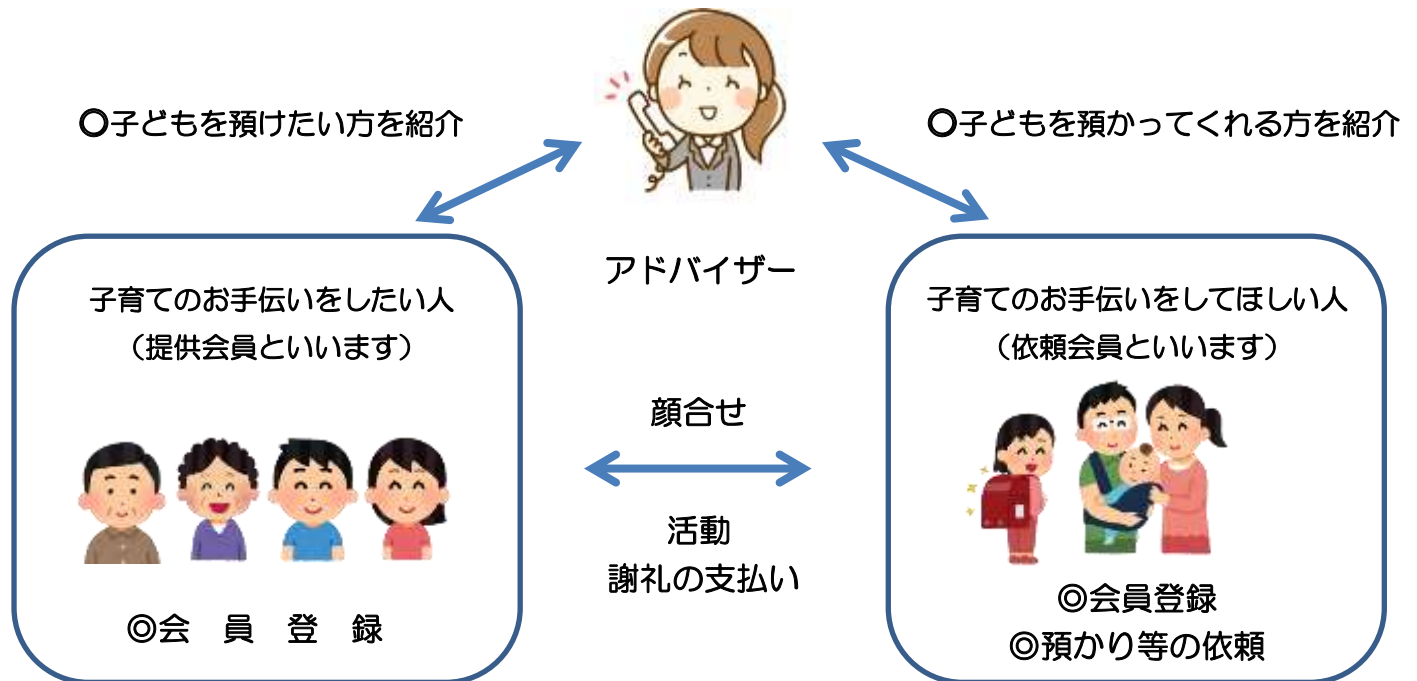 〇子どもを預けたい方を紹介
〇子どもを預かってくれる方を紹介
アドバイザー
子育てのお手伝いをしたい人
（提供会員といいます）
◎会　員　登　録
顔合せ
活動
謝礼の支払い
子育てのお手伝いをしてほしい人
（依頼会員といいます）
◎会員登録
◎預かり等の依頼